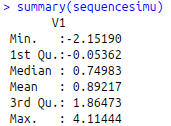 > summary(sequencesimu)
V1
Min.   :-2.15190
1st Qu.:-0.05362
Median : 0.74983
Mean   : 0.89217
3rd Qu.: 1.86473
Max.   : 4.11444